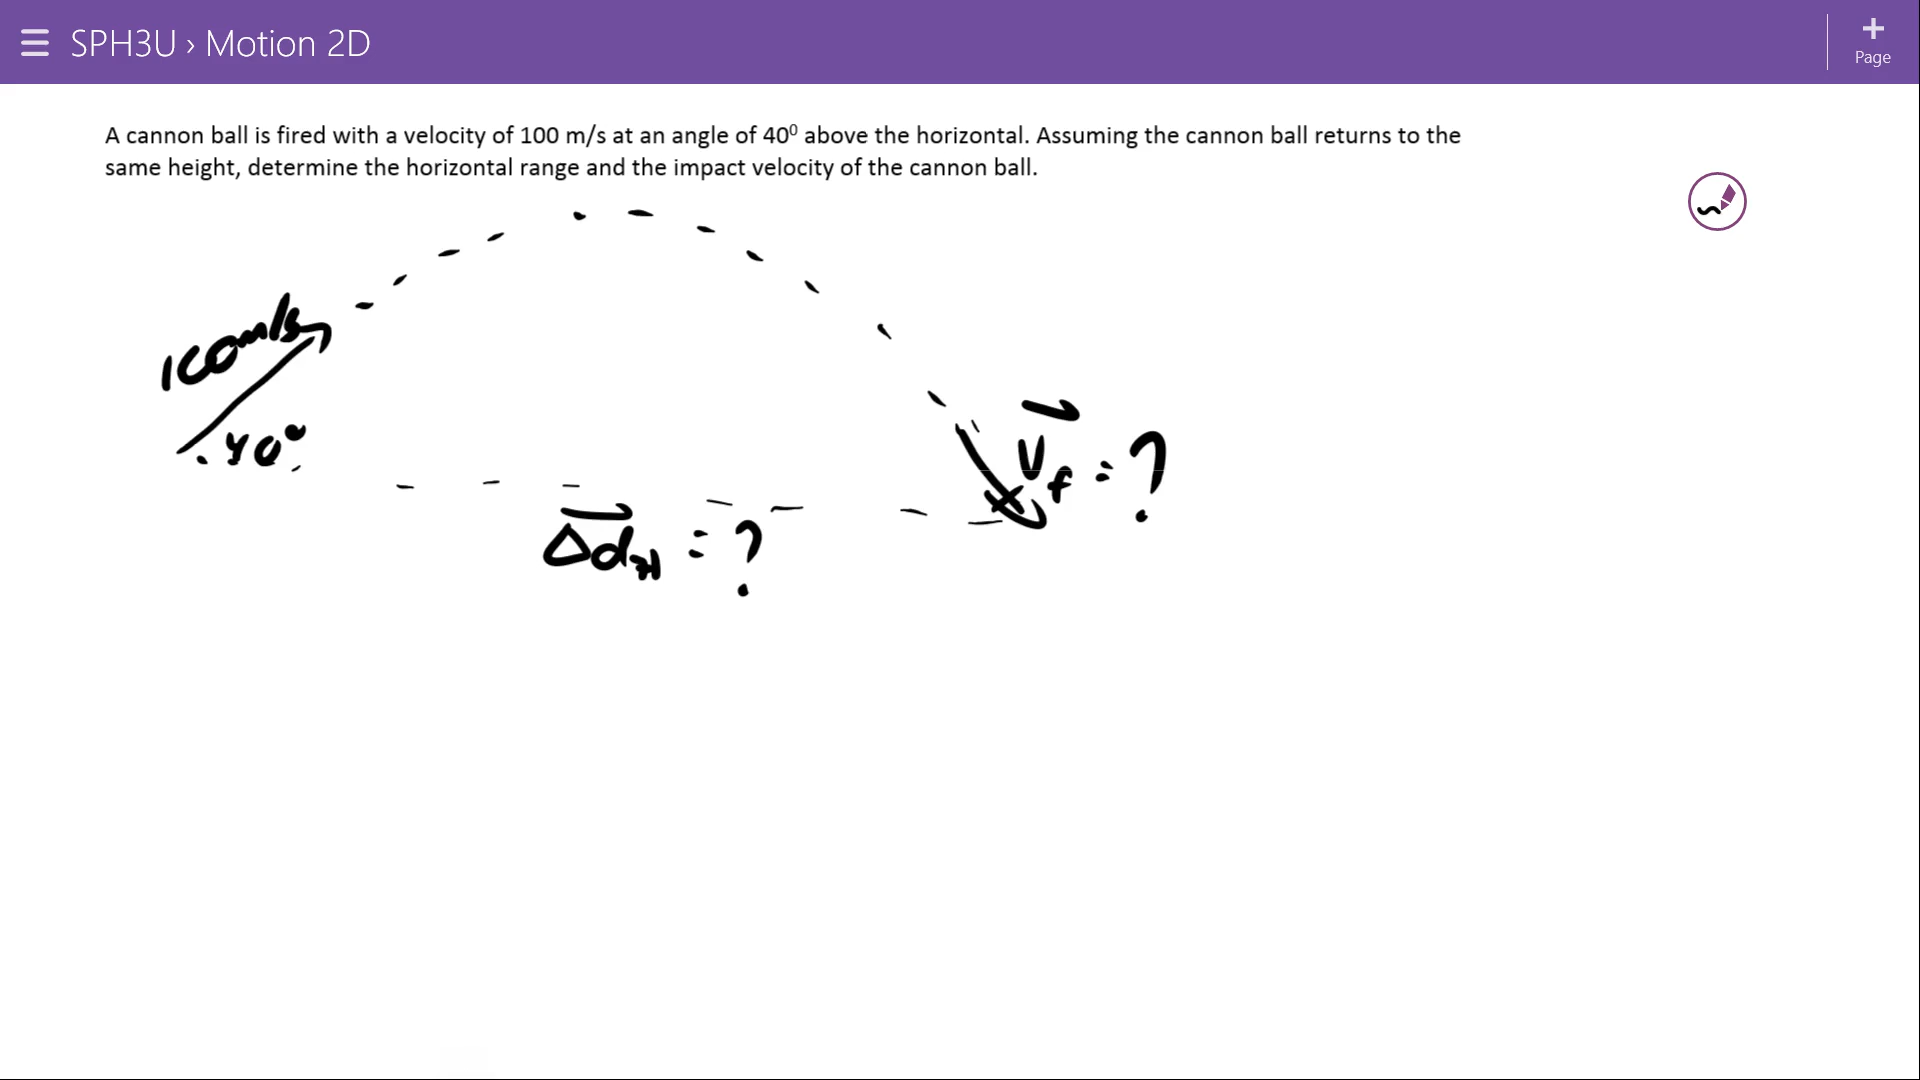 SPH3U › Motion 2D
Page
A cannon ball is fired with a velocity of 100 m/s at an angle of 40⁰ above the horizontal. Assuming the cannon ball returns to the
same height, determine the horizontal range and the impact velocity of the cannon ball.
100m/s
40°
v⃗f = ?
Δd⃗H = ?